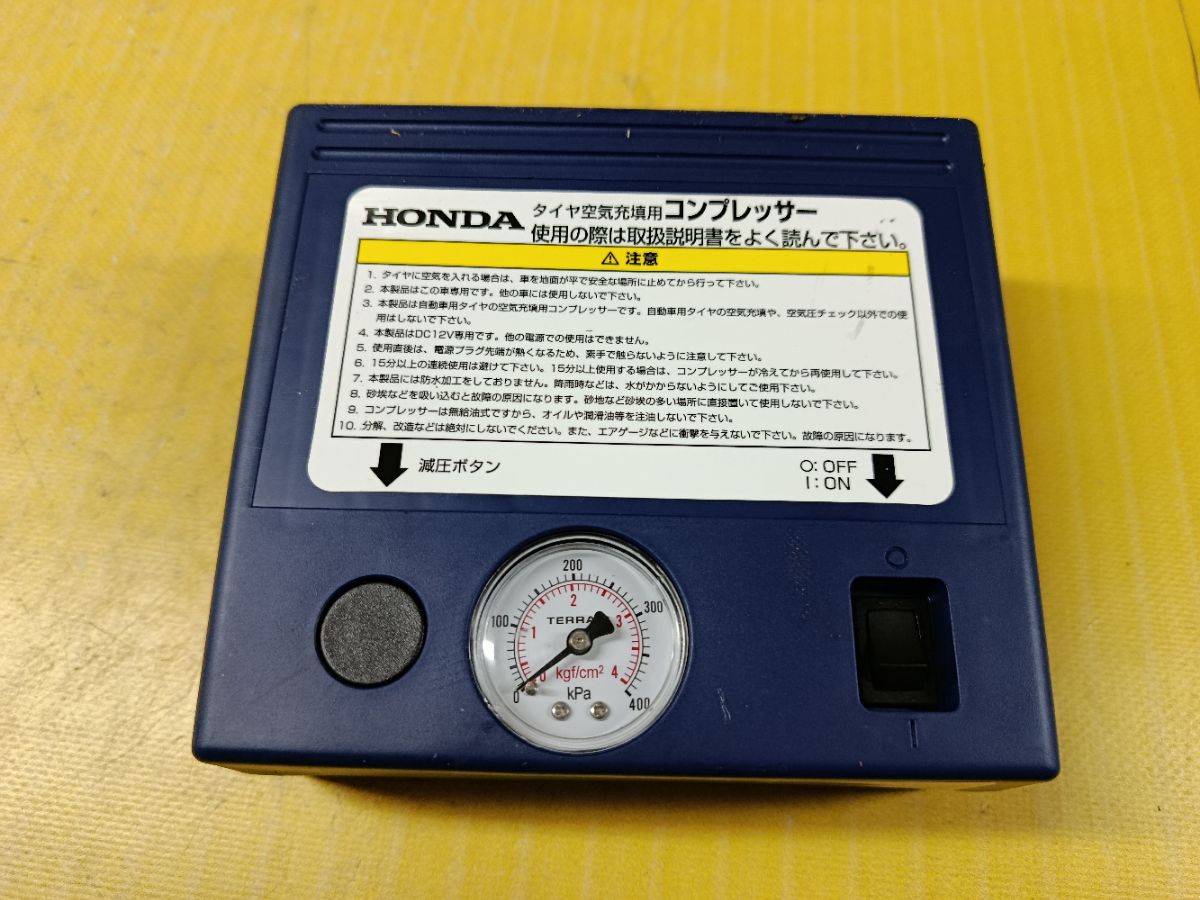 HONDA タイヤ空気充填用コンプレッサー
使用の際は取扱説明書をよく読んで下さい。
⚠ 注意
1. タイヤに空気を入れる場合は、車を地面が平で安全な場所に止めてから行って下さい。
2. 本製品はこの車専用です。他の車には使用しないで下さい。
3. 本製品は自動車用タイヤの空気充填用コンプレッサーです。自動車用タイヤの空気充填や、空気圧チェック以外での使
用はしないで下さい。
4. 本製品はDC12V専用です。他の電源での使用はできません。
5. 使用直後は、電源プラグ先端が熱くなるため、素手で触らないように注意して下さい。
6. 15分以上の連続使用は避けて下さい。15分以上使用する場合は、コンプレッサーが冷えてから再使用して下さい。
7. 本製品には防水加工をしておりません。降雨時などは、水がかからないようにしてご使用下さい。
8. 砂埃などを吸い込むと故障の原因になります。砂地など砂埃の多い場所に直接置いて使用しないで下さい。
9. コンプレッサーは無給油式ですから、オイルや潤滑油等を注油しないで下さい。
10. 分解、改造などは絶対にしないでください。また、エアゲージなどに衝撃を与えないで下さい。故障の原因になります。
減圧ボタン
O: OFF
I: ON
0 100 200 300 400
0 1 2 3 4
kgf/cm2
kPa